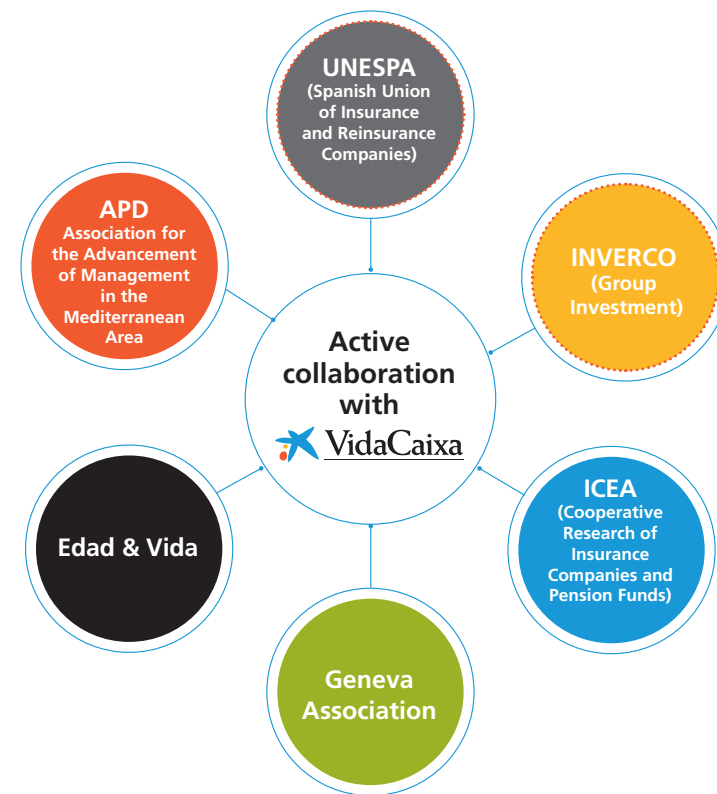 UNESPA
(Spanish Union
of Insurance
and Reinsurance
Companies)
APD
Association for
the Advancement
of Management
in the
Mediterranean
Area
INVERCO
(Group
Investment)
Active
collaboration
with
VidaCaixa
Edad & Vida
ICEA
(Cooperative
Research of
Insurance
Companies and
Pension Funds)
Geneva
Association